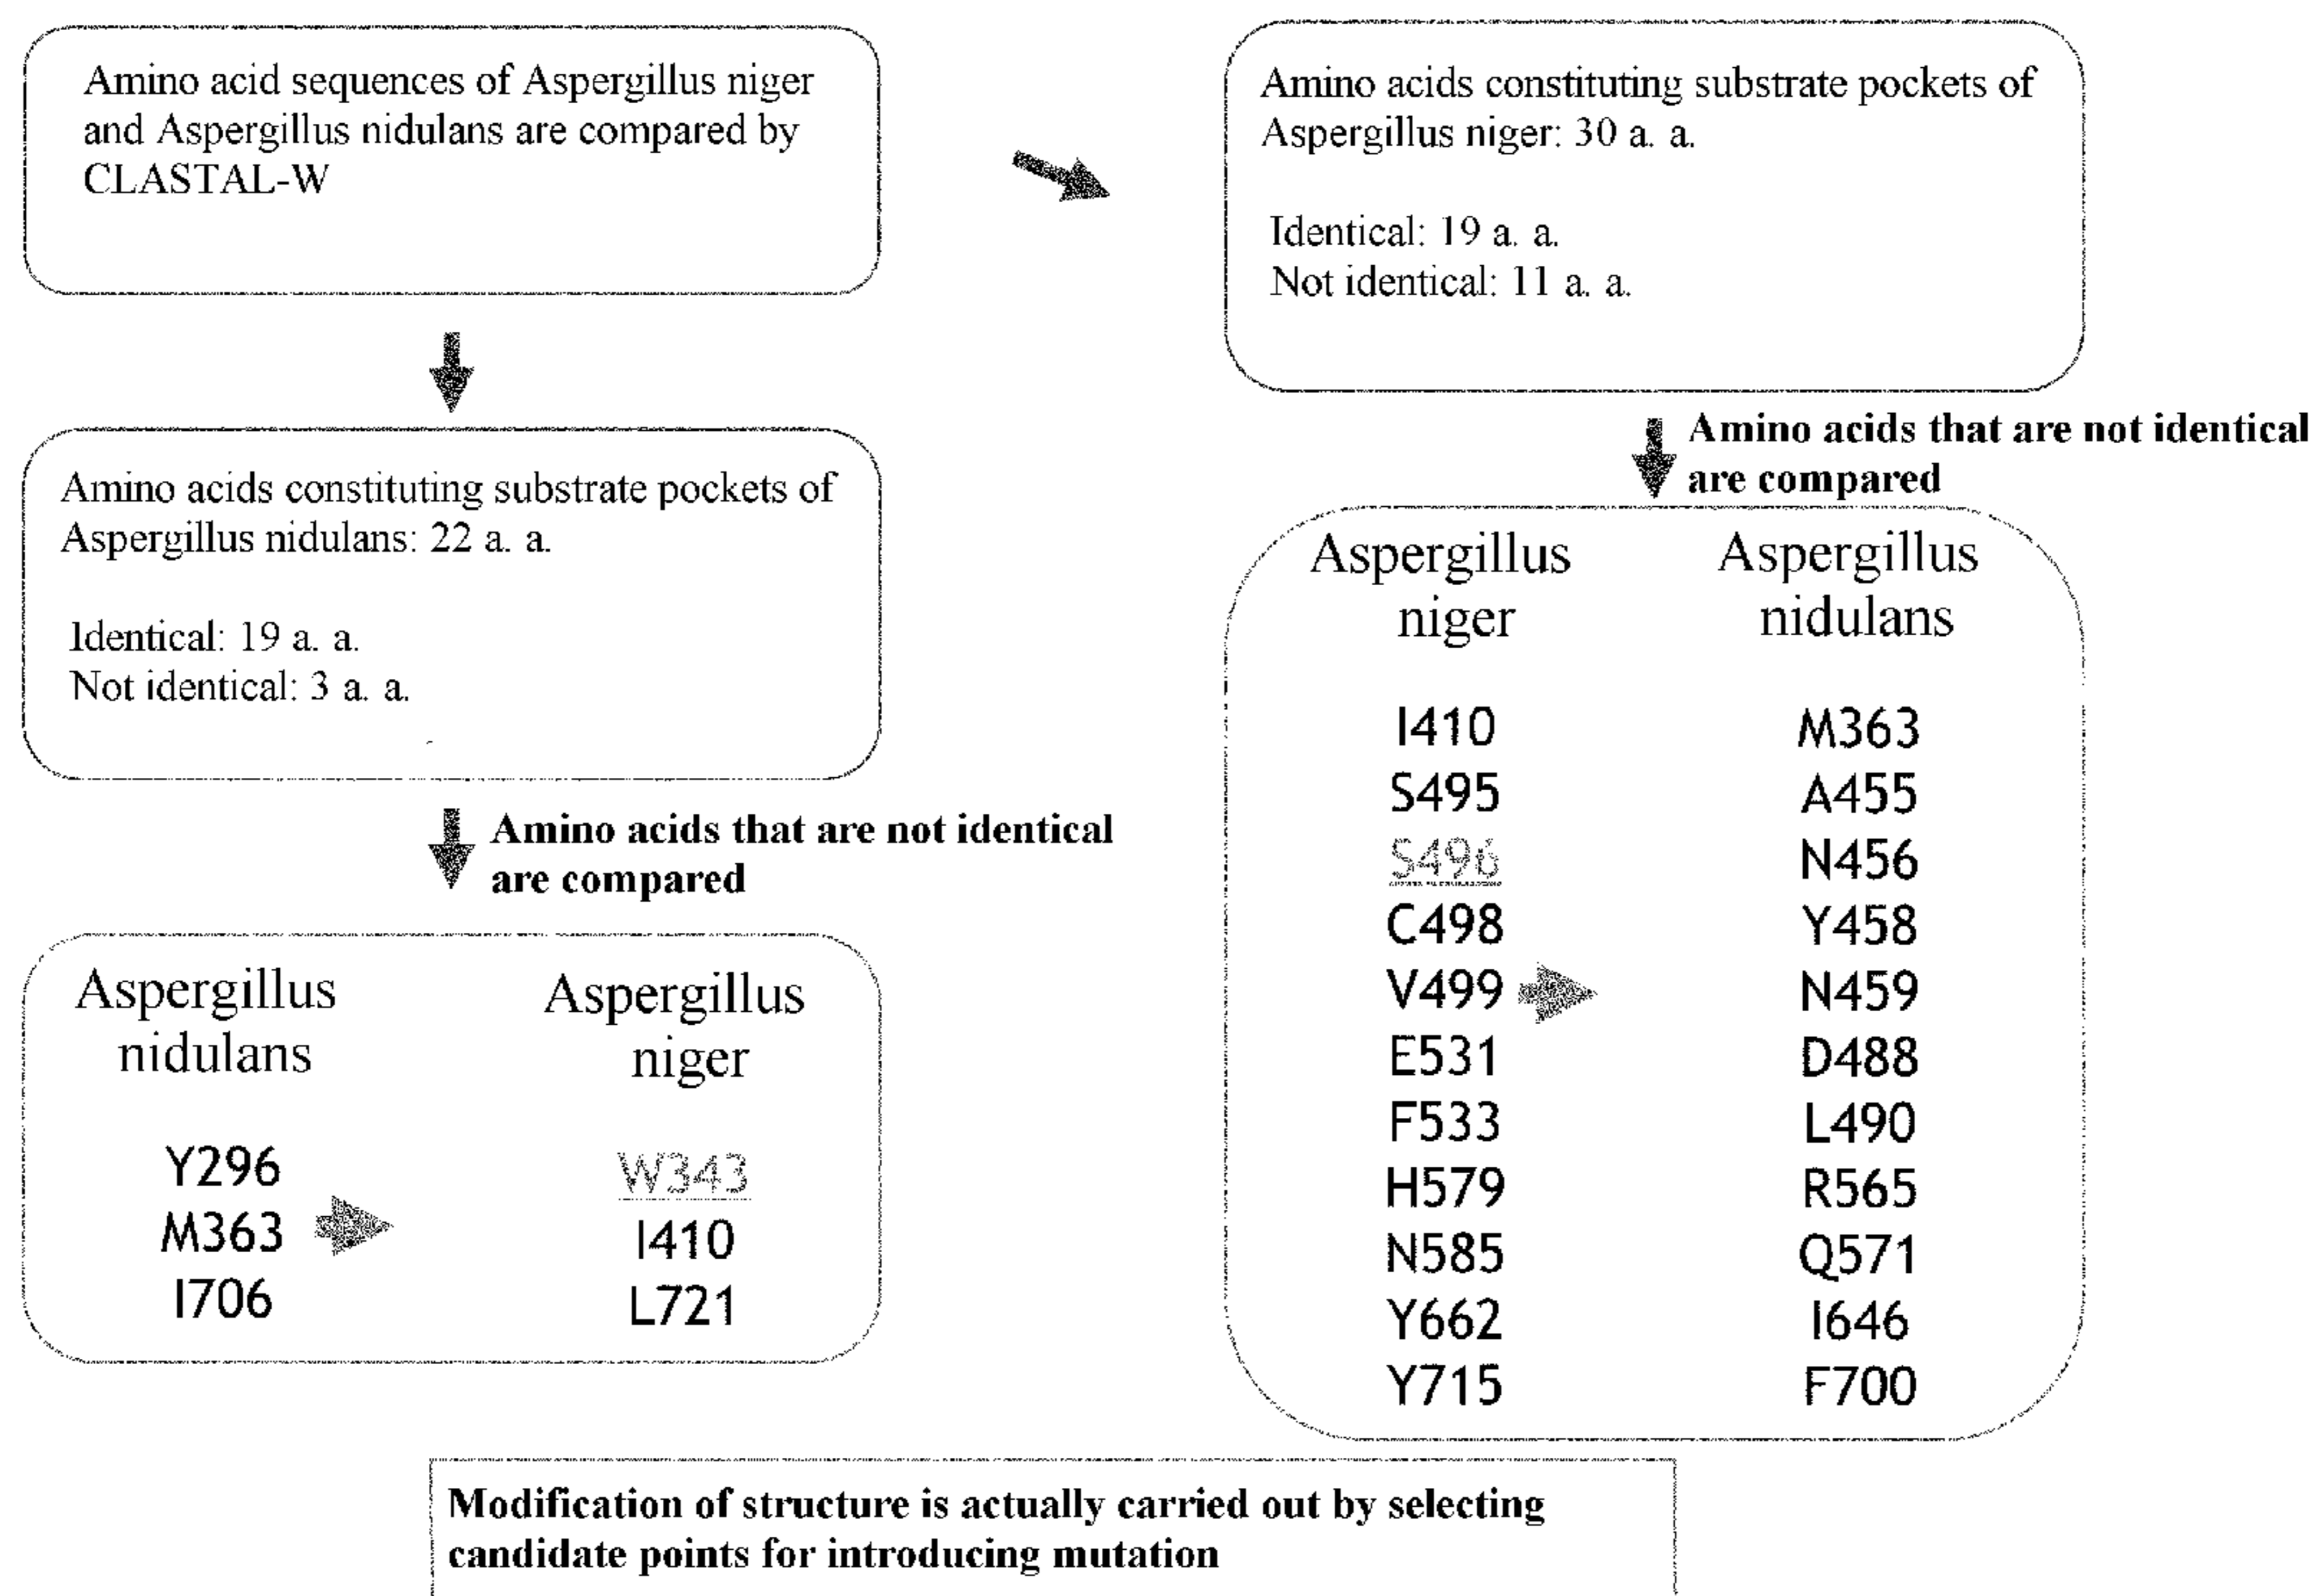 Amino acid sequences of Aspergillus niger
and Aspergillus nidulans are compared by
CLASTAL-W
Amino acids constituting substrate pockets of
Aspergillus niger: 30 a. a.
Identical: 19 a. a.
Not identical: 11 a. a.
Amino acids constituting substrate pockets of
Aspergillus nidulans: 22 a. a.
Identical: 19 a. a.
Not identical: 3 a. a.
Amino acids that are not identical
are compared
Aspergillus nidulans
Aspergillus niger
Y296 W343
M363 I410
I706 L721
Amino acids that are not identical
are compared
Aspergillus niger
Aspergillus nidulans
I410 M363
S495 A455
S496 N456
C498 Y458
V499 N459
E531 D488
F533 L490
H579 R565
N585 Q571
Y662 I646
Y715 F700
Modification of structure is actually carried out by selecting
candidate points for introducing mutation